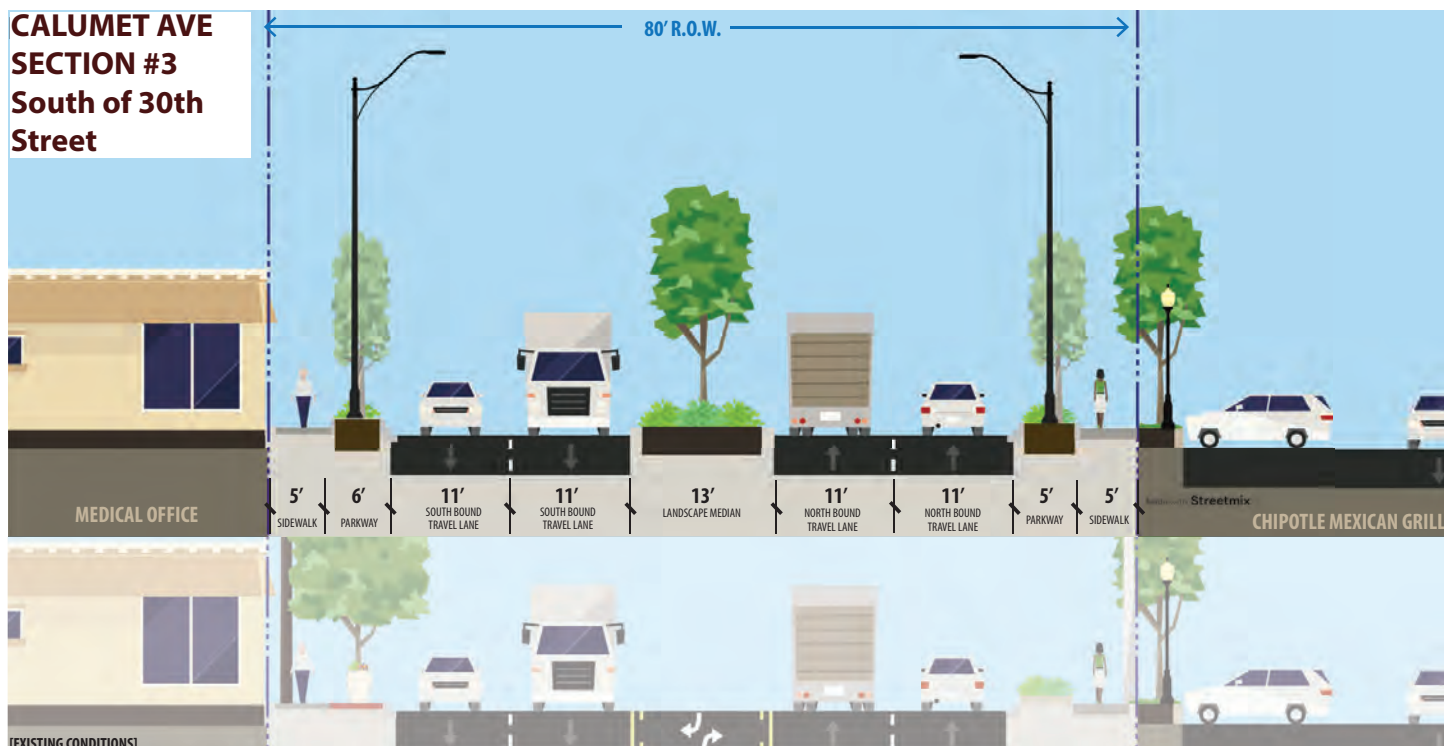 CALUMET AVE
SECTION #3
South of 30th
Street
80' R.O.W.
MEDICAL OFFICE
5'
SIDEWALK
6'
PARKWAY
11'
SOUTH BOUND
TRAVEL LANE
11'
SOUTH BOUND
TRAVEL LANE
13'
LANDSCAPE MEDIAN
11'
NORTH BOUND
TRAVEL LANE
11'
NORTH BOUND
TRAVEL LANE
5'
PARKWAY
5'
SIDEWALK
Made with Streetmix
CHIPOTLE MEXICAN GRILL
[EXISTING CONDITIONS]